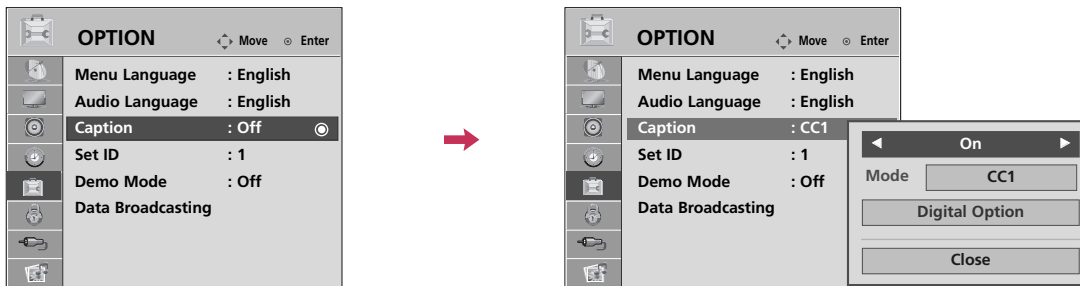 OPTION Move Enter
Menu Language : English
Audio Language : English
Caption : Off
Set ID : 1
Demo Mode : Off
Data Broadcasting
OPTION Move Enter
Menu Language : English
Audio Language : English
Caption : CC1
Set ID : 1
Demo Mode : Off
Data Broadcasting
On
Mode CC1
Digital Option
Close